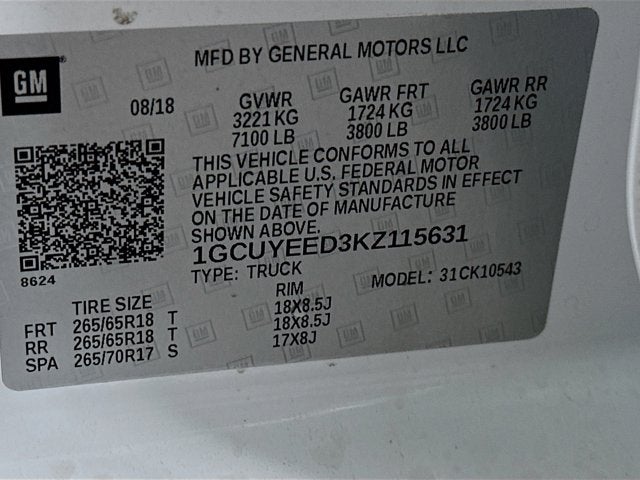 GM
MFD BY GENERAL MOTORS LLC
08/18 GVWR GAWR FRT GAWR RR
3221 KG 1724 KG 1724 KG
7100 LB 3800 LB 3800 LB
THIS VEHICLE CONFORMS TO ALL
APPLICABLE U.S. FEDERAL MOTOR
VEHICLE SAFETY STANDARDS IN EFFECT
ON THE DATE OF MANUFACTURE
SHOWN ABOVE.
1GCUYEED3KZ115631
8624
TYPE: TRUCK MODEL: 31CK10543
TIRE SIZE RIM
FRT 265/65R18 T 18X8.5J
RR 265/65R18 T 18X8.5J
SPA 265/70R17 S 17X8J